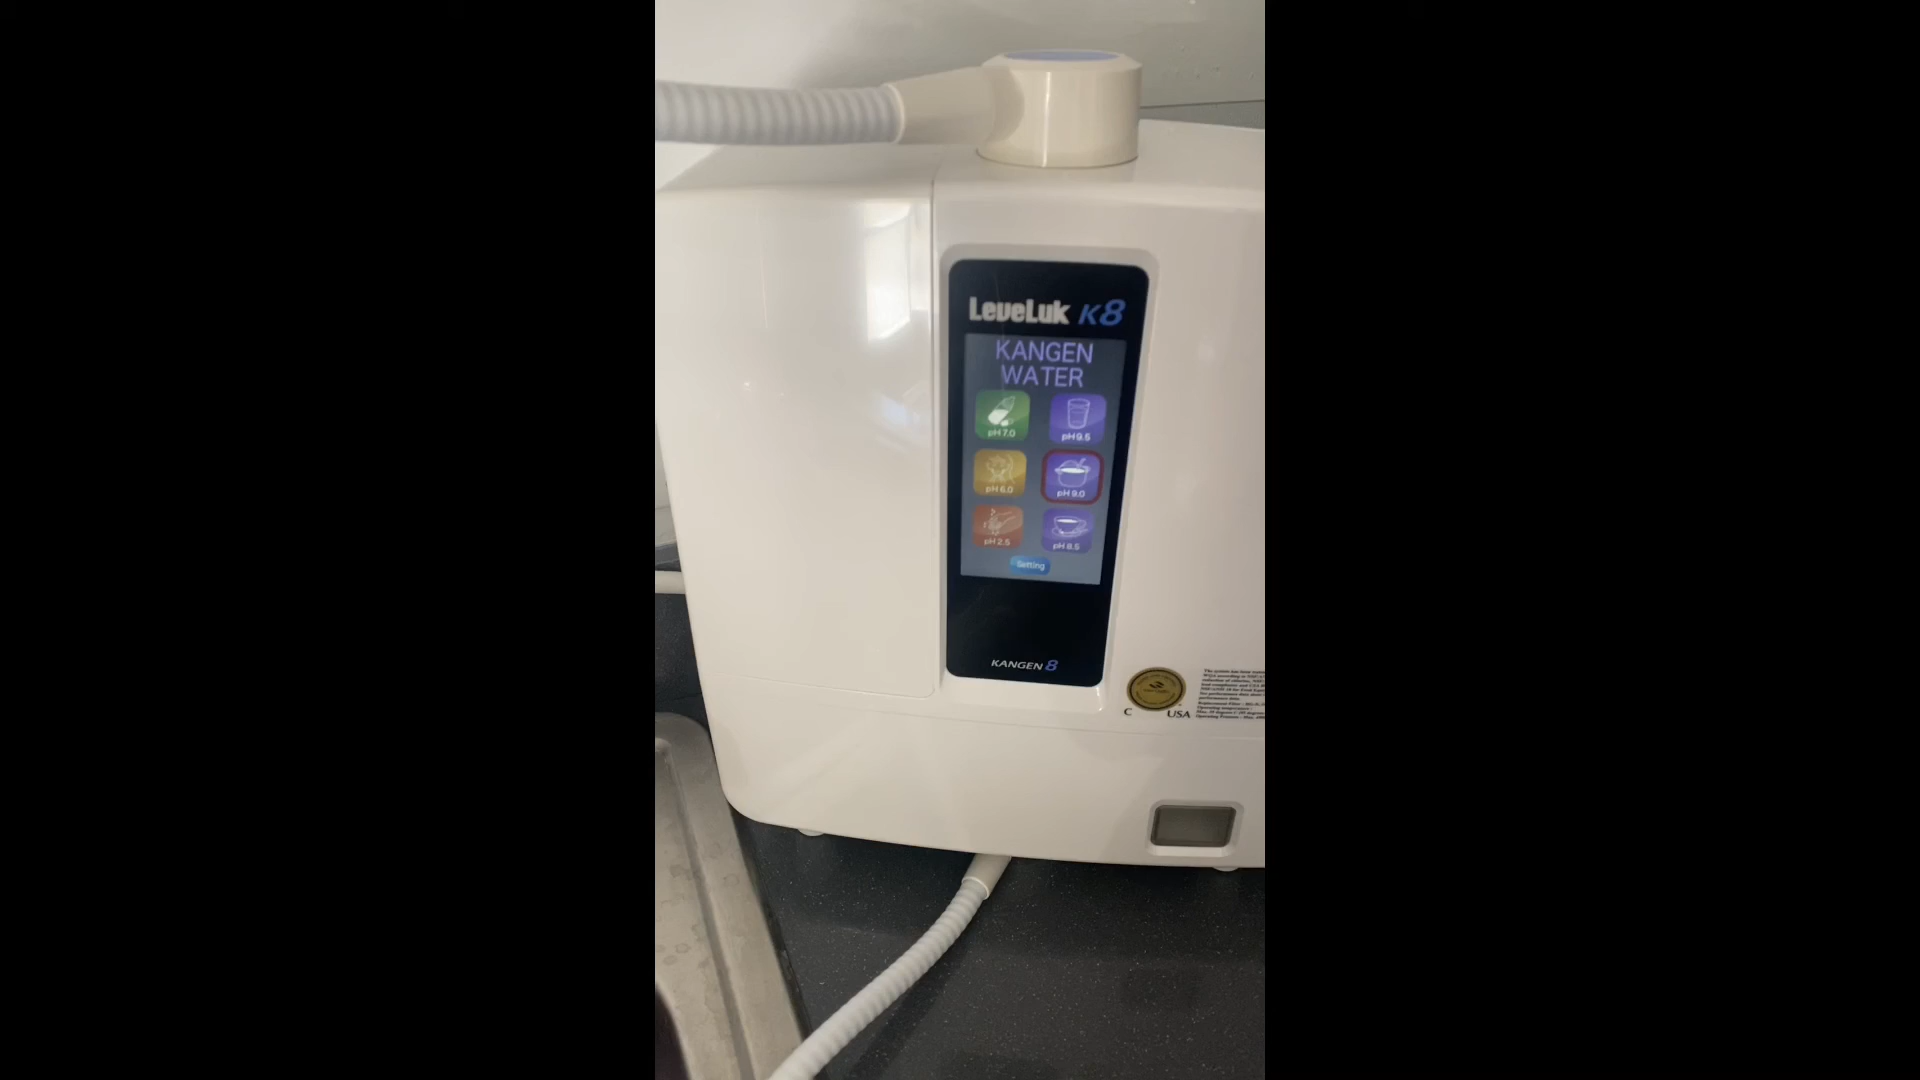 LeveLuk K8
KANGEN
WATER
pH 7.0
pH 9.5
pH 6.0
pH 9.0
pH 2.5
pH 8.5
Setting
KANGEN 8
C USA